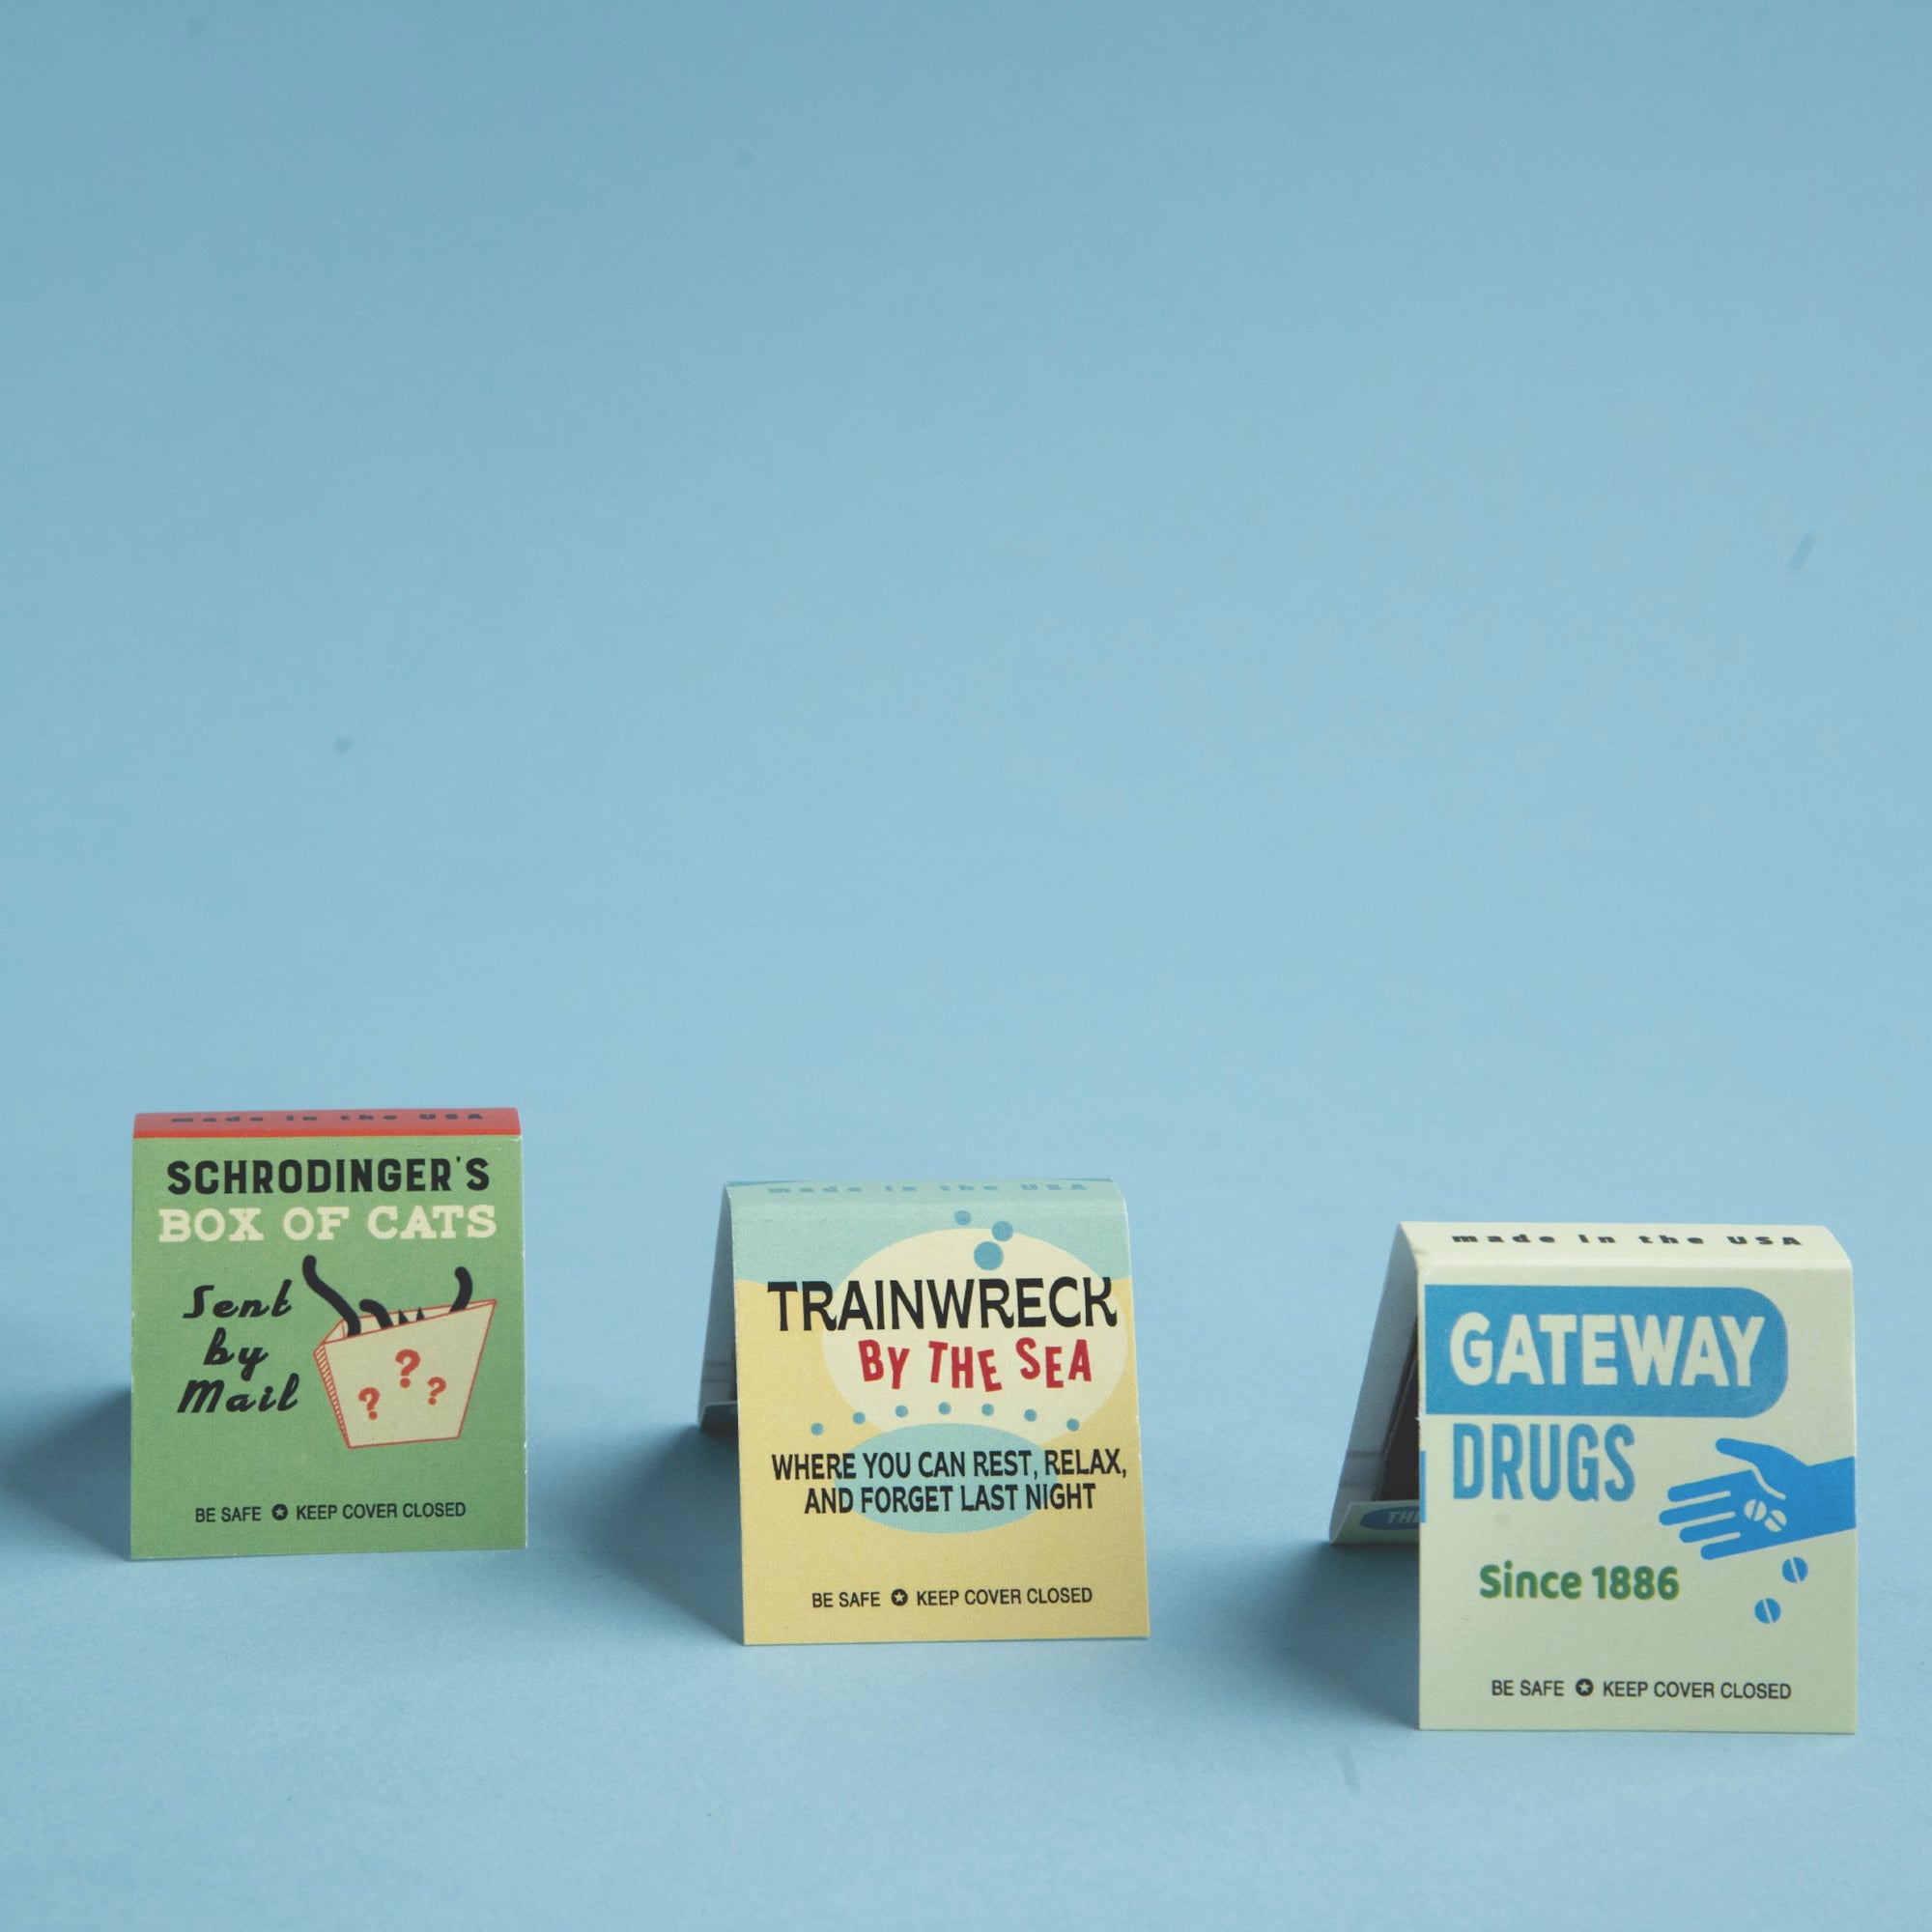 made in the USA
SCHRODINGER'S
BOX OF CATS
Sent
by
Mail
? ? ?
BE SAFE ✪ KEEP COVER CLOSED
made in the USA
TRAINWRECK
BY THE SEA
WHERE YOU CAN REST, RELAX,
AND FORGET LAST NIGHT
BE SAFE ✪ KEEP COVER CLOSED
made in the USA
GATEWAY
DRUGS
Since 1886
BE SAFE ✪ KEEP COVER CLOSED